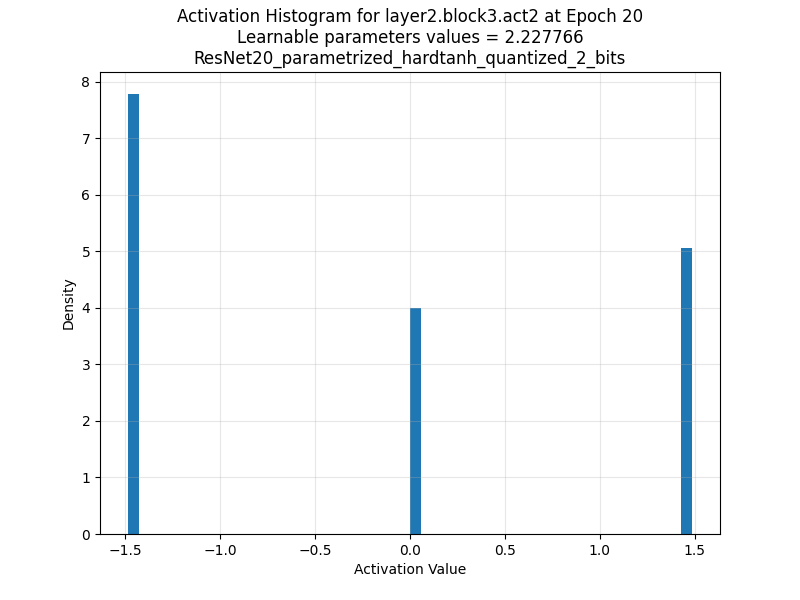 Activation Histogram for layer2.block3.act2 at Epoch 20
Learnable parameters values = 2.227766
ResNet20_parametrized_hardtanh_quantized_2_bits
8
7
6
5
4
3
2
1
0
Density
−1.5 −1.0 −0.5 0.0 0.5 1.0 1.5
Activation Value